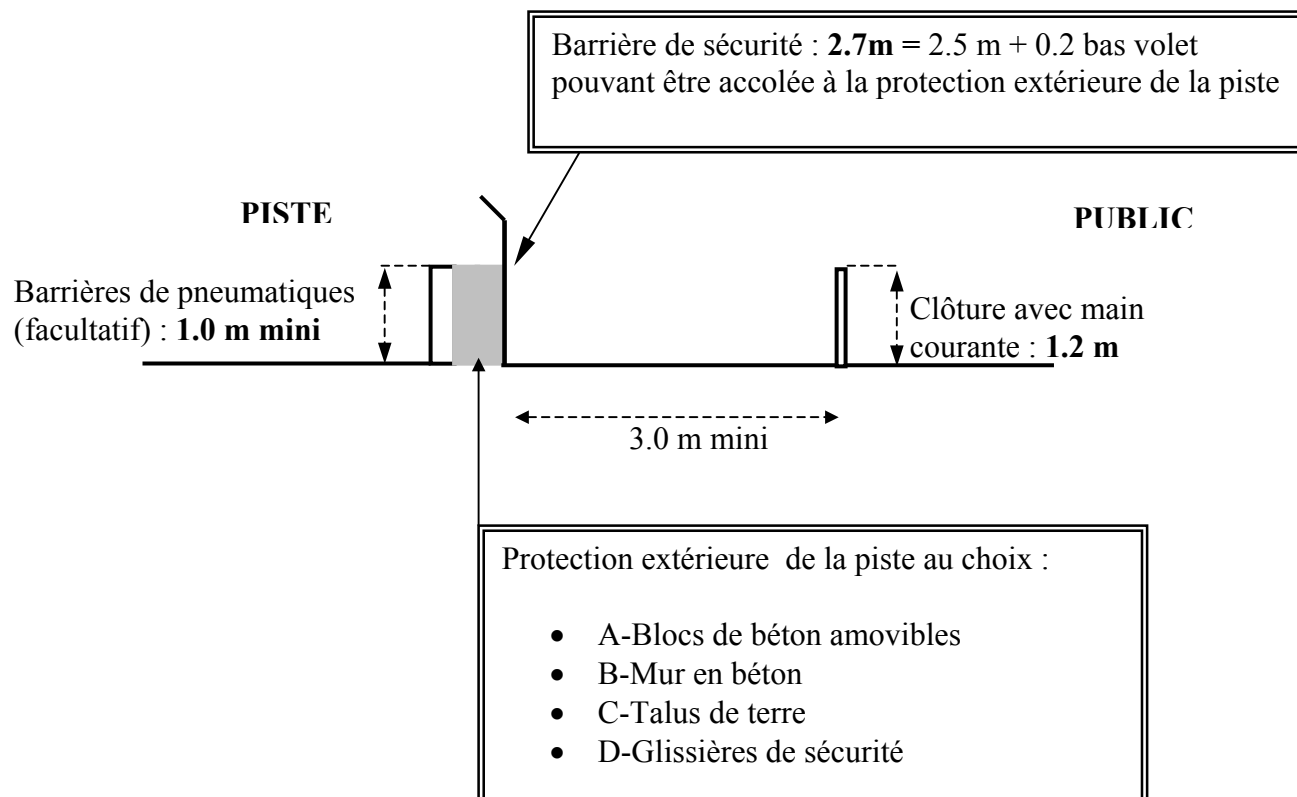 Barrière de sécurité : 2.7m = 2.5 m + 0.2 bas volet
pouvant être accolée à la protection extérieure de la piste
PISTE
PUBLIC
Barrières de pneumatiques
(facultatif) : 1.0 m mini
Clôture avec main
courante : 1.2 m
3.0 m mini
Protection extérieure de la piste au choix :
• A-Blocs de béton amovibles
• B-Mur en béton
• C-Talus de terre
• D-Glissières de sécurité